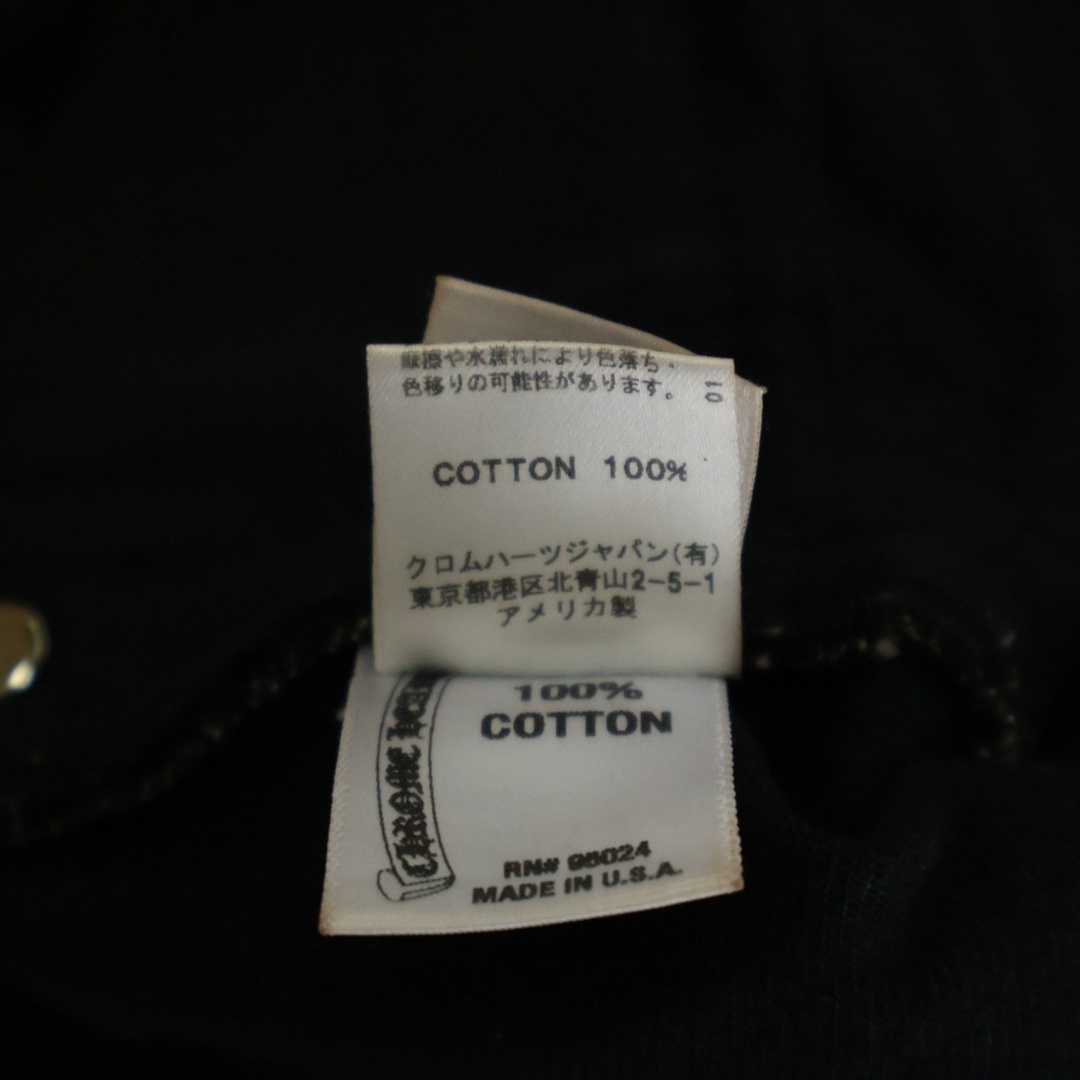 摩擦や水濡れにより色落ち・
色移りの可能性があります。
01
COTTON 100%
クロムハーツジャパン(有)
東京都港区北青山2-5-1
アメリカ製
100%
COTTON
CHROME
RN# 98024
MADE IN U.S.A.